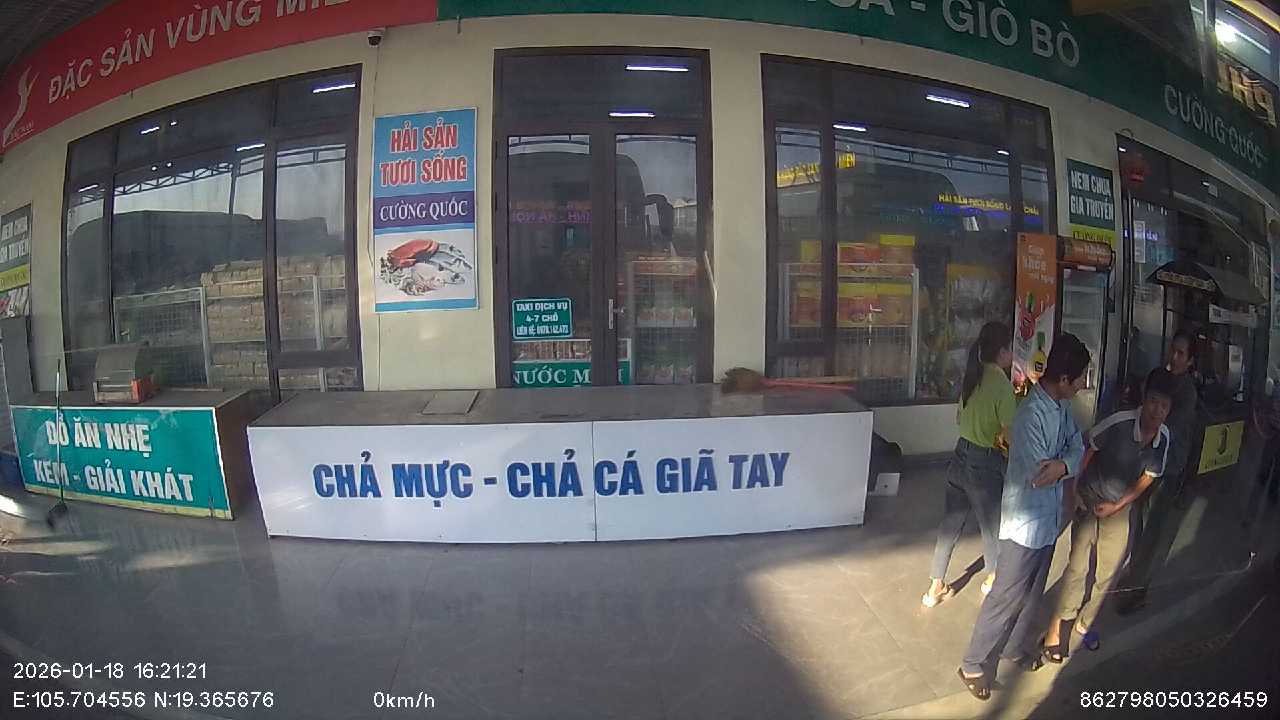 ĐẶC SẢN VÙNG MIỀ
- GIÒ BÒ
CƯỜNG QUỐC
HẢI SẢN
TƯƠI SỐNG
CƯỜNG QUỐC
NEM CHUA
GIA TRUYỀN
TAXI DỊCH VỤ
4-7 CHỖ
NƯỚC M
ĐỒ ĂN NHẸ
KEM - GIẢI KHÁT
CHẢ MỰC - CHẢ CÁ GIÃ TAY
2026-01-18 16:21:21
E:105.704556 N:19.365676
0km/h
862798050326459